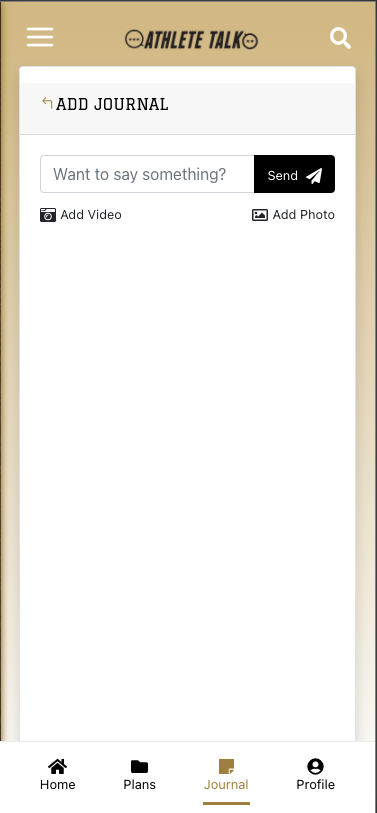 ATHLETE TALK
ADD JOURNAL
Want to say something?
Send
Add Video
Add Photo
Home
Plans
Journal
Profile